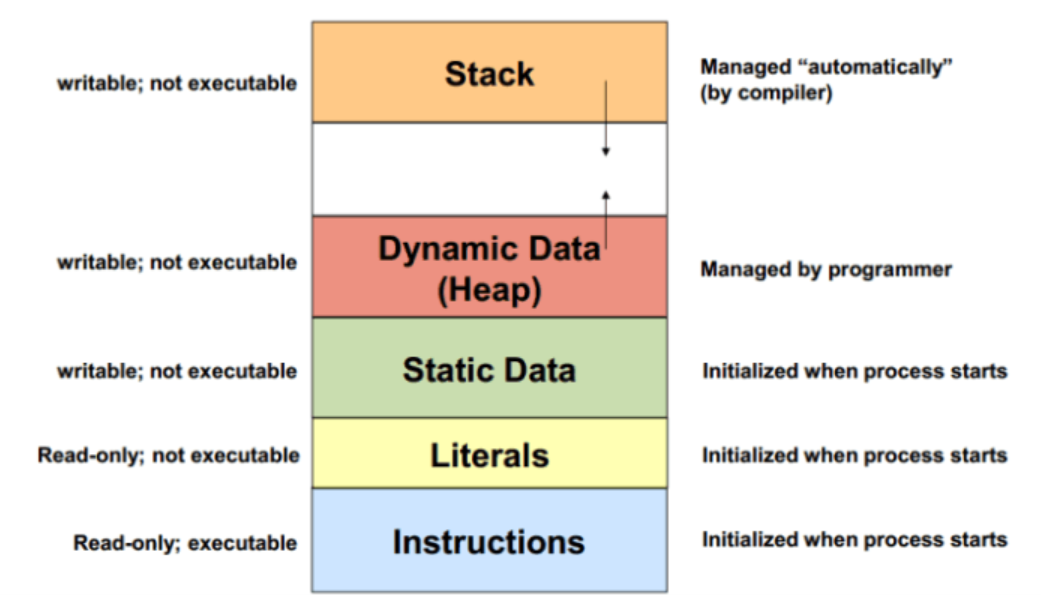 writable; not executable
Stack
Managed “automatically”
(by compiler)
writable; not executable
Dynamic Data
(Heap)
Managed by programmer
writable; not executable
Static Data
Initialized when process starts
Read-only; not executable
Literals
Initialized when process starts
Read-only; executable
Instructions
Initialized when process starts